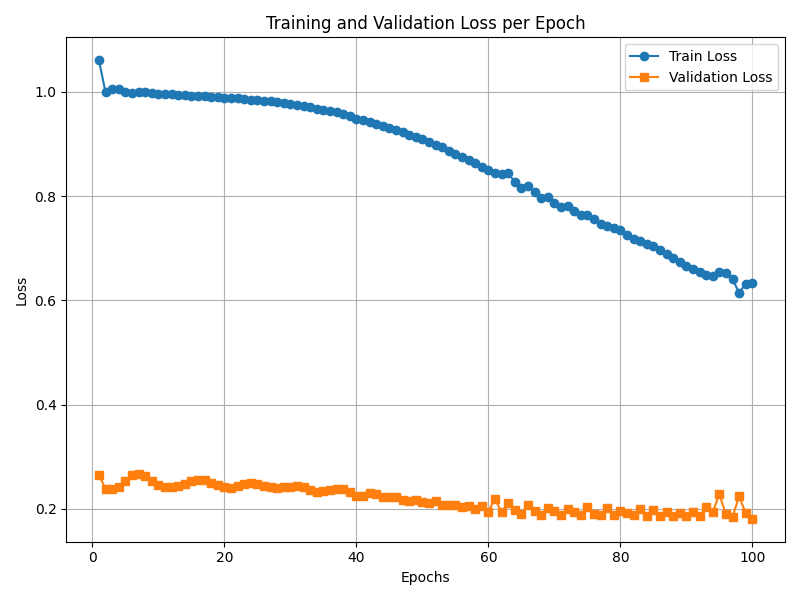 Training and Validation Loss per Epoch
Train Loss
Validation Loss
Loss
1.0
0.8
0.6
0.4
0.2
0 20 40 60 80 100
Epochs